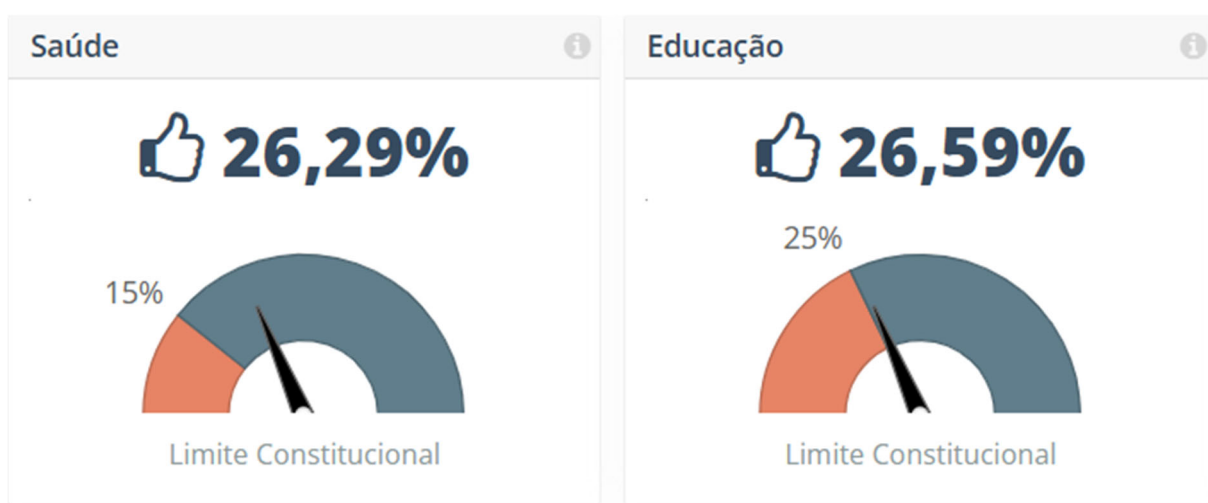 Saúde
26,29%
15%
Limite Constitucional
Educação
26,59%
25%
Limite Constitucional